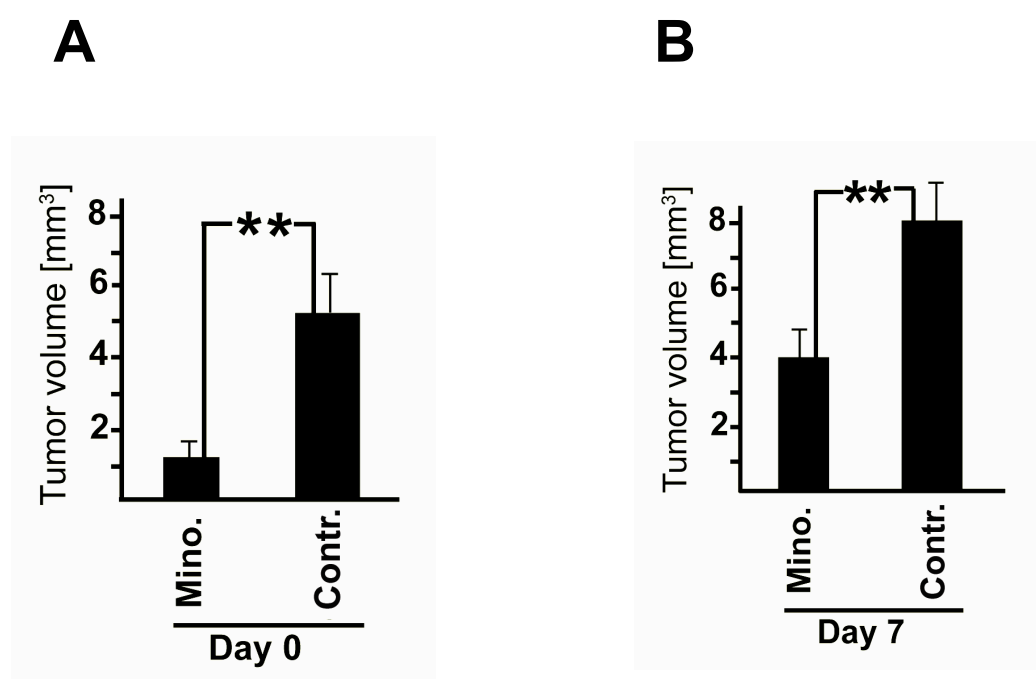 A
B
Tumor volume [mm³]
8
6
4
2
**
Mino.
Contr.
Day 0
Tumor volume [mm³]
8
6
4
2
**
Mino.
Contr.
Day 7